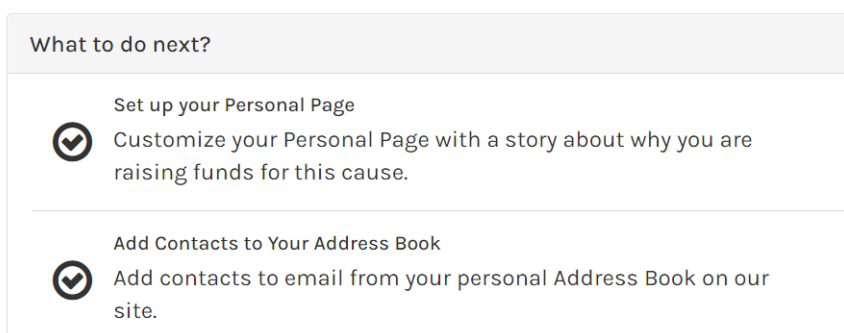 What to do next?
Set up your Personal Page
Customize your Personal Page with a story about why you are
raising funds for this cause.
Add Contacts to Your Address Book
Add contacts to email from your personal Address Book on our
site.